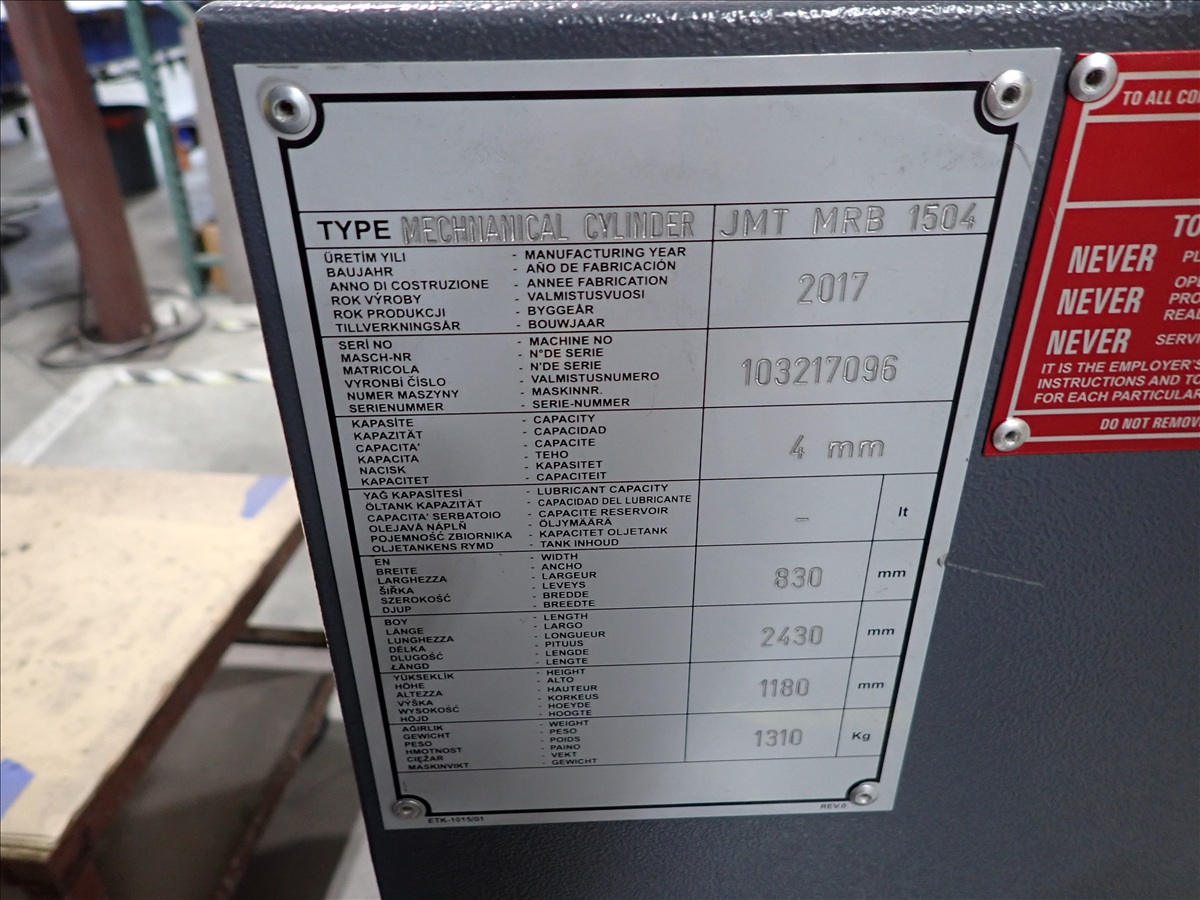 TYPE MECHNANICAL CYLINDER JMT MRB 1504
ÜRETİM YILI - MANUFACTURING YEAR
BAUJAHR - AÑO DE FABRICACIÓN
ANNO DI COSTRUZIONE - ANNEE FABRICATION
ROK VÝROBY - VALMISTUSVUOSI
ROK PRODUKCJI - BYGGEÅR
TILLVERKNINGSÅR - BOUWJAAR
2017
SERİ NO - MACHINE NO
MASCH-NR - N°DE SERIE
MATRICOLA - N'DE SERIE
VYRONBİ ČISLO - VALMISTUSNUMERO
NUMER MASZYNY - MASKINNR.
SERIENUMMER - SERIE-NUMMER
103217096
KAPASİTE - CAPACITY
KAPAZITÄT - CAPACIDAD
CAPACITA' - CAPACITE
KAPACITA - TEHO
NACISK - KAPASITET
KAPACITET - CAPACITEIT
4 mm
YAĞ KAPASİTESİ - LUBRICANT CAPACITY
ÖLTANK KAPAZITÄT - CAPACIDAD DEL LUBRICANTE
CAPACITA' SERBATOIO - CAPACITE RESERVOIR
OLEJAVÁ NÁPLŇ - ÖLJYMÄÄRÄ
POJEMNOŚĆ ZBIORNIKA - KAPACITET OLJETANK
OLJETANKENS RYMD - TANK INHOUD
- lt
EN - WIDTH
BREITE - ANCHO
LARGHEZZA - LARGEUR
ŠIŘKA - LEVEYS
SZEROKOŚĆ - BREDDE
DJUP - BREEDTE
830 mm
BOY - LENGTH
LÄNGE - LARGO
LUNGHEZZA - LONGUEUR
DÉLKA - PITUUS
DLUGOŚĆ - LENGDE
ŁÄNGD - LENGTE
2430 mm
YÜKSEKLİK - HEIGHT
HÖHE - ALTO
ALTEZZA - HAUTEUR
VÝŠKA - KORKEUS
WYSOKOŚĆ - HOEYDE
HÖJD - HOOGTE
1180 mm
AĞIRLIK - WEIGHT
GEWICHT - PESO
PESO - POIDS
HMOTNOST - PAINO
CIĘŻAR - VEKT
MASKINVIKT - GEWICHT
1310 Kg
ETK-1015/01
REV.0
TO ALL
TO
NEVER
NEVER
NEVER
SERVI
IT IS THE EMPLOYER'S
INSTRUCTIONS AND TO
FOR EACH PARTICULAR
DO NOT REMOV